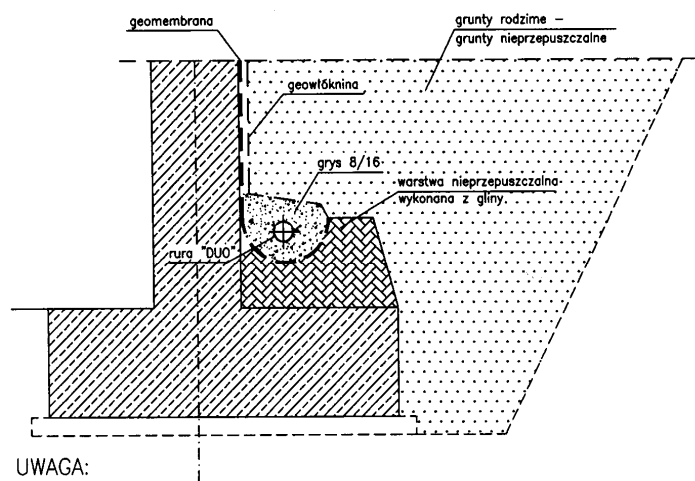 geomembrana
grunty rodzime –
grunty nieprzepuszczalne
geowłóknina
grys 8/16
warstwa nieprzepuszczalna
wykonana z gliny
rura "DUO"
UWAGA: